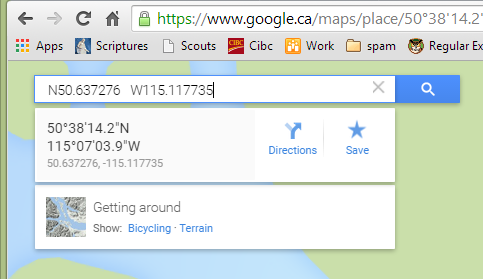 https://www.google.ca/maps/place/50°38'14.2"
Apps Scriptures Scouts CIBC Cibc Work spam Regular Ex
N50.637276 W115.117735
50°38'14.2"N
115°07'03.9"W
50.637276, -115.117735
Directions Save
Getting around
Show: Bicycling · Terrain